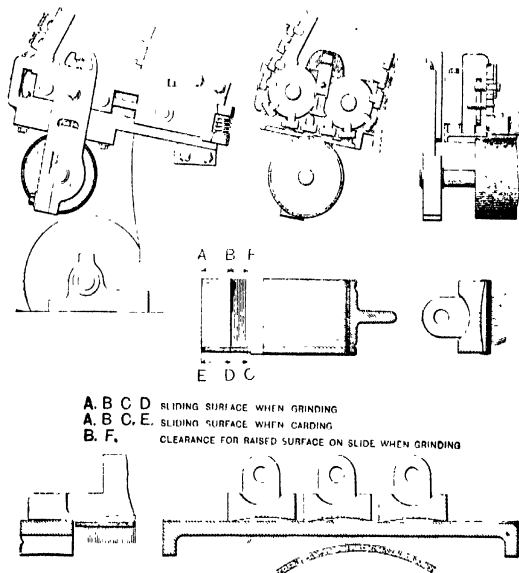 A B F
E D C
A. B C D SLIDING SURFACE WHEN GRINDING
A. B C. E. SLIDING SURFACE WHEN CARDING
B. F. CLEARANCE FOR RAISED SURFACE ON SLIDE WHEN GRINDING